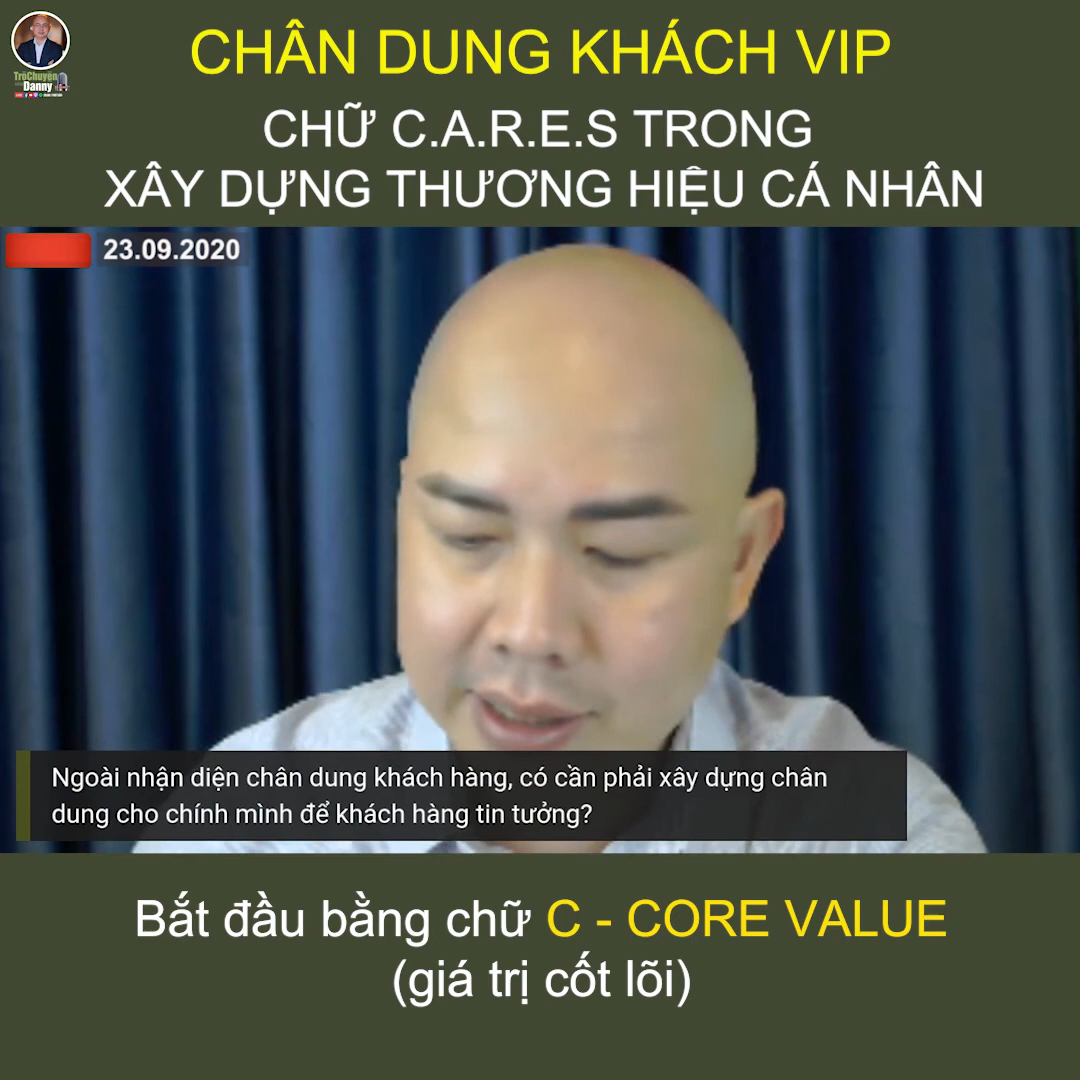 CHÂN DUNG KHÁCH VIP
CHỮ C.A.R.E.S TRONG
XÂY DỰNG THƯƠNG HIỆU CÁ NHÂN
TròChuyện
Danny
23.09.2020
Ngoài nhận diện chân dung khách hàng, có cần phải xây dựng chân
dung cho chính mình để khách hàng tin tưởng?
Bắt đầu bằng chữ C - CORE VALUE
(giá trị cốt lõi)